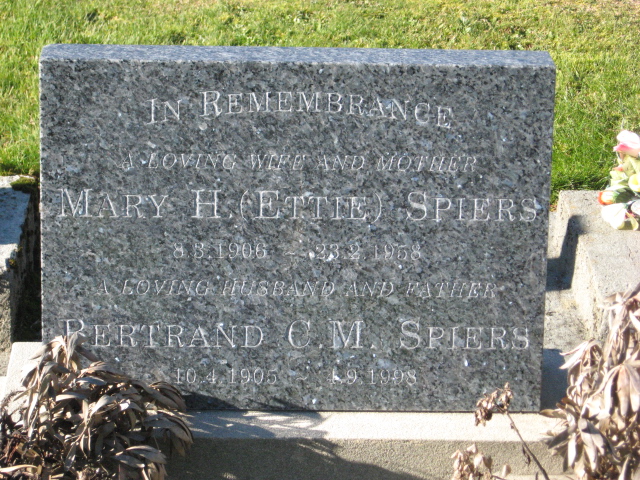 IN REMEMBRANCE
A LOVING WIFE AND MOTHER
MARY H. (ETTIE) SPIERS
8.3.1906 ~ 23.2.1958
A LOVING HUSBAND AND FATHER
BERTRAND C.M. SPIERS
10.4.1905 ~ 1.9.1998